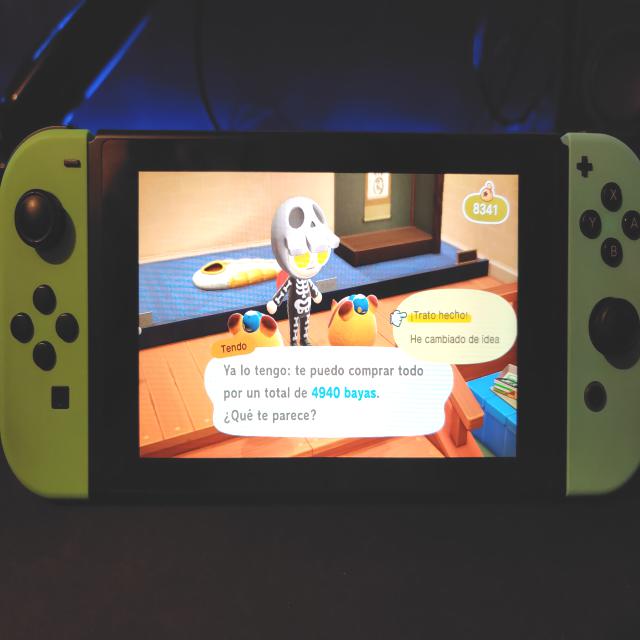 8341
¡Trato hecho!
He cambiado de idea
Tendo
Ya lo tengo: te puedo comprar todo
por un total de 4940 bayas.
¿Qué te parece?
X
Y
A
B